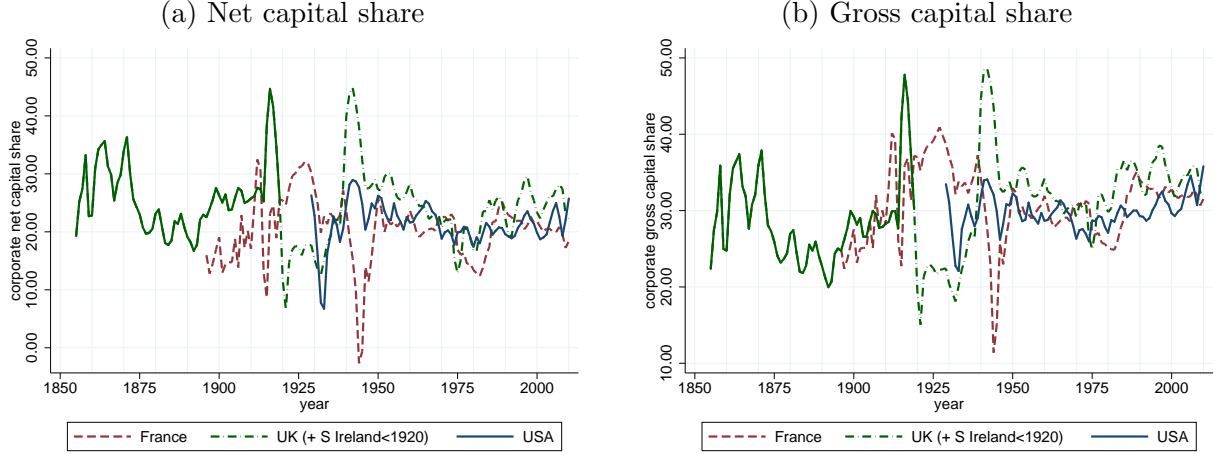 (a) Net capital share
corporate net capital share
50.00
40.00
30.00
20.00
10.00
0.00
1850 1875 1900 1925 1950 1975 2000
year
France UK (+ S Ireland<1920) USA
(b) Gross capital share
corporate gross capital share
50.00
40.00
30.00
20.00
10.00
1850 1875 1900 1925 1950 1975 2000
year
France UK (+ S Ireland<1920) USA